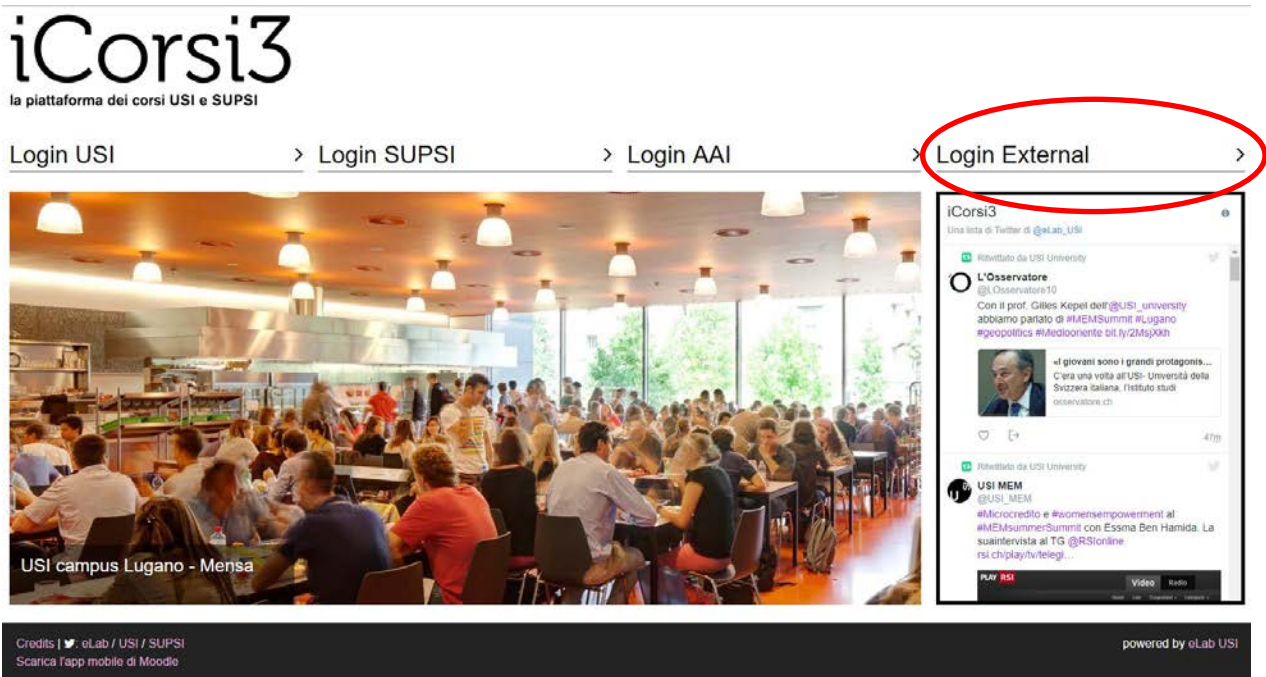 iCorsi3
la piattaforma dei corsi USI e SUPSI
Login USI >
Login SUPSI >
Login AAI >
Login External >
USI campus Lugano - Mensa
iCorsi3
Una lista di Twitter di @eLab_USI
Ritwittato da USI University
L'Osservatore
@LOsservatore10
Con il prof. Gilles Kepel dell'@USI_university
abbiamo parlato di #MEMSummit #Lugano
#geopolitics #Mediooriente bit.ly/2MsjXkh
«I giovani sono i grandi protagonis...
C'era una volta all'USI- Università della
Svizzera italiana, l'Istituto studi
osservatore.ch
47m
Ritwittato da USI University
USI MEM
@USI_MEM
#Microcredito e #womensempowerment al
#MEMsummerSummit con Essma Ben Hamida. La
suaintervista al TG @RSIonline
rsi.ch/play/tv/telegi…
PLAY RSI
Video Radio
Credits | : eLab / USI / SUPSI
Scarica l'app mobile di Moodle
powered by eLab USI